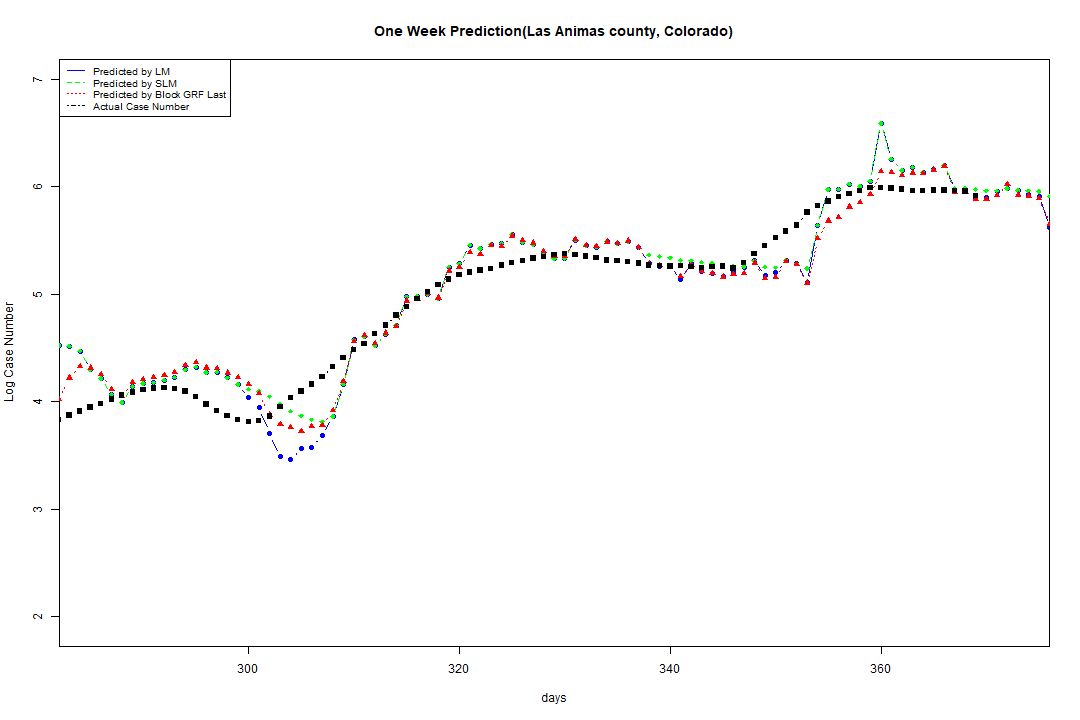 One Week Prediction(Las Animas county, Colorado)
Predicted by LM
Predicted by SLM
Predicted by Block GRF Last
Actual Case Number
Log Case Number
7
6
5
4
3
2
300 320 340 360
days